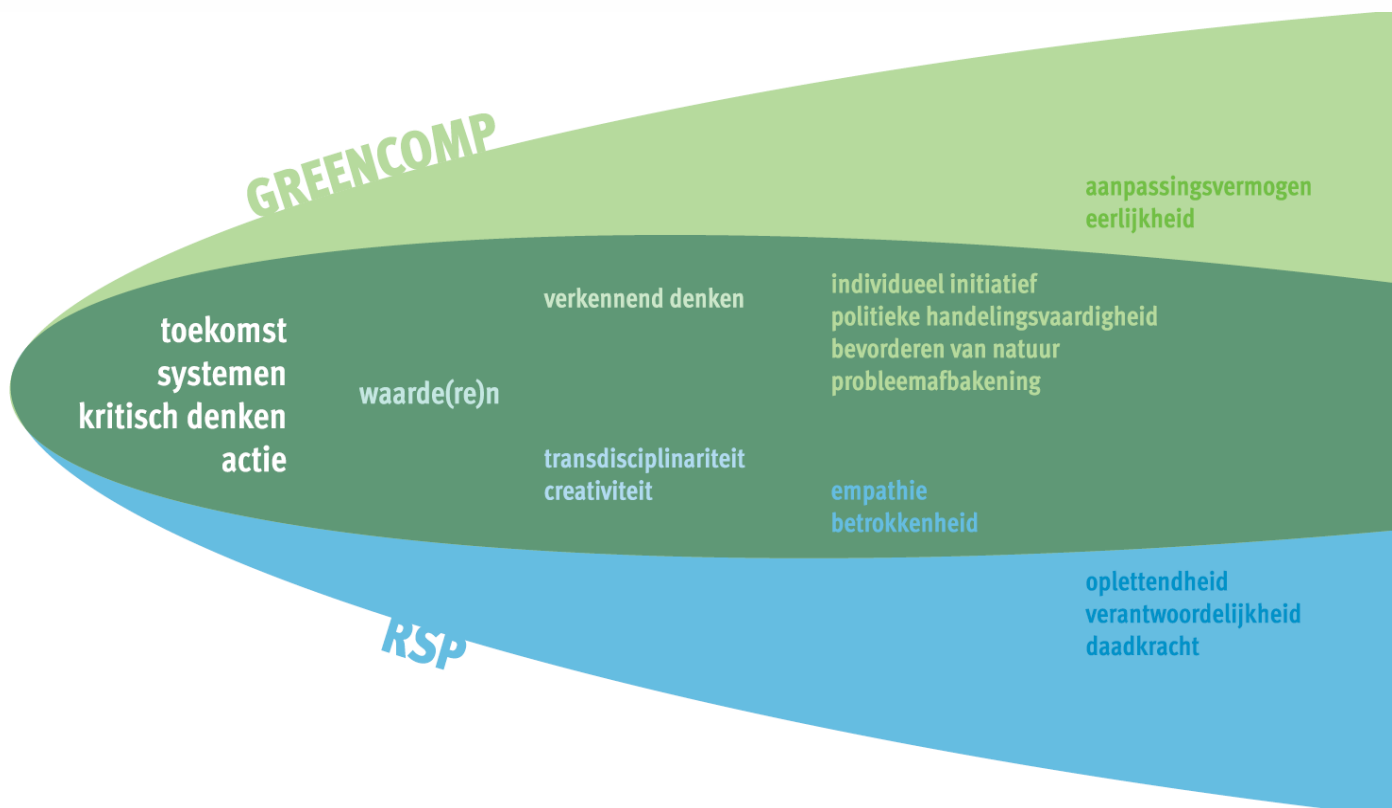 GREENCOMP
aanpassingsvermogen
eerlijkheid
toekomst
systemen
kritisch denken
actie
waarde(re)n
verkennend denken
transdisciplinariteit
creativiteit
individueel initiatief
politieke handelingsvaardigheid
bevorderen van natuur
probleemafbakening
empathie
betrokkenheid
oplettendheid
verantwoordelijkheid
daadkracht
RSP